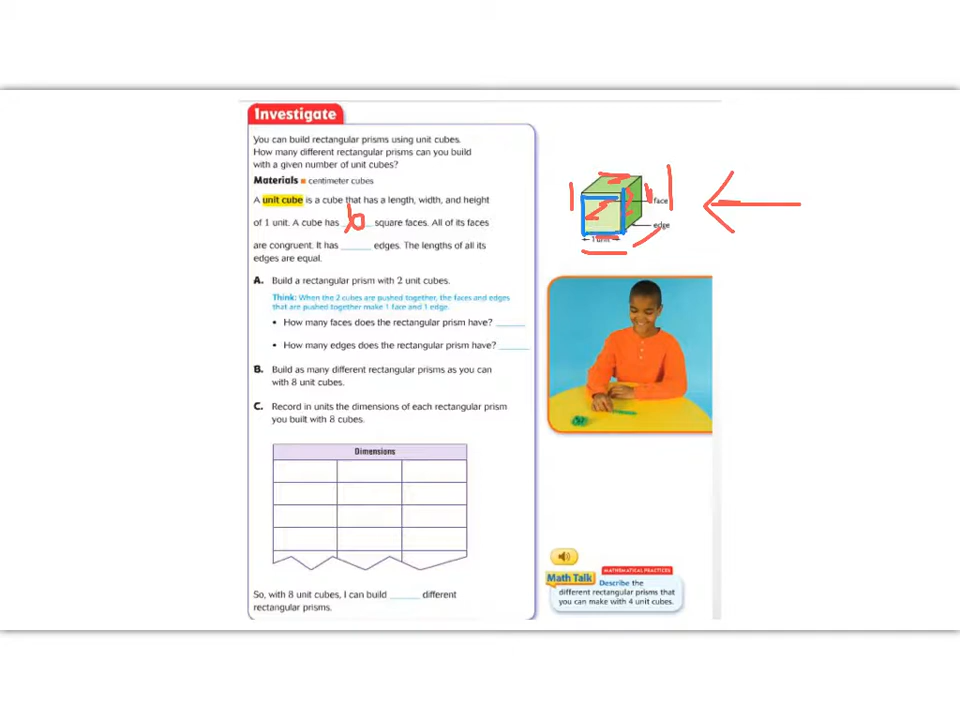 Investigate
You can build rectangular prisms using unit cubes.
How many different rectangular prisms can you build
with a given number of unit cubes?
Materials ■ centimeter cubes
A unit cube is a cube that has a length, width, and height
of 1 unit. A cube has 6 square faces. All of its faces
are congruent. It has ______ edges. The lengths of all its
edges are equal.
A. Build a rectangular prism with 2 unit cubes.
Think: When the 2 cubes are pushed together, the faces and edges
that are pushed together make 1 face and 1 edge.
• How many faces does the rectangular prism have? ______
• How many edges does the rectangular prism have? ______
B. Build as many different rectangular prisms as you can
with 8 unit cubes.
C. Record in units the dimensions of each rectangular prism
you built with 8 cubes.
Dimensions
So, with 8 unit cubes, I can build ______ different
rectangular prisms.
face
edge
1 unit
2
MATHEMATICAL PRACTICES
Math Talk
Describe the
different rectangular prisms that
you can make with 4 unit cubes.